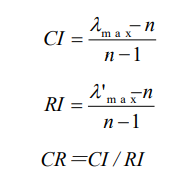 CI = λmax−n / n−1
RI = λ'max−n / n−1
CR=CI / RI